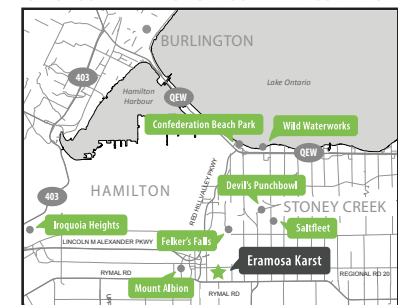 BURLINGTON
403
Lake Ontario
Hamilton
Harbour
QEW
Confederation Beach Park
Wild Waterworks
QEW
Devil's Punchbowl
HAMILTON
403
RED HILL VALLEY PKWY
STONEY CREEK
Iroquoia Heights
Saltfleet
LINCOLN M ALEXANDER PKWY
Felker's Falls
Eramosa Karst
RYMAL RD
REGIONAL RD 20
Mount Albion
RYMAL RD